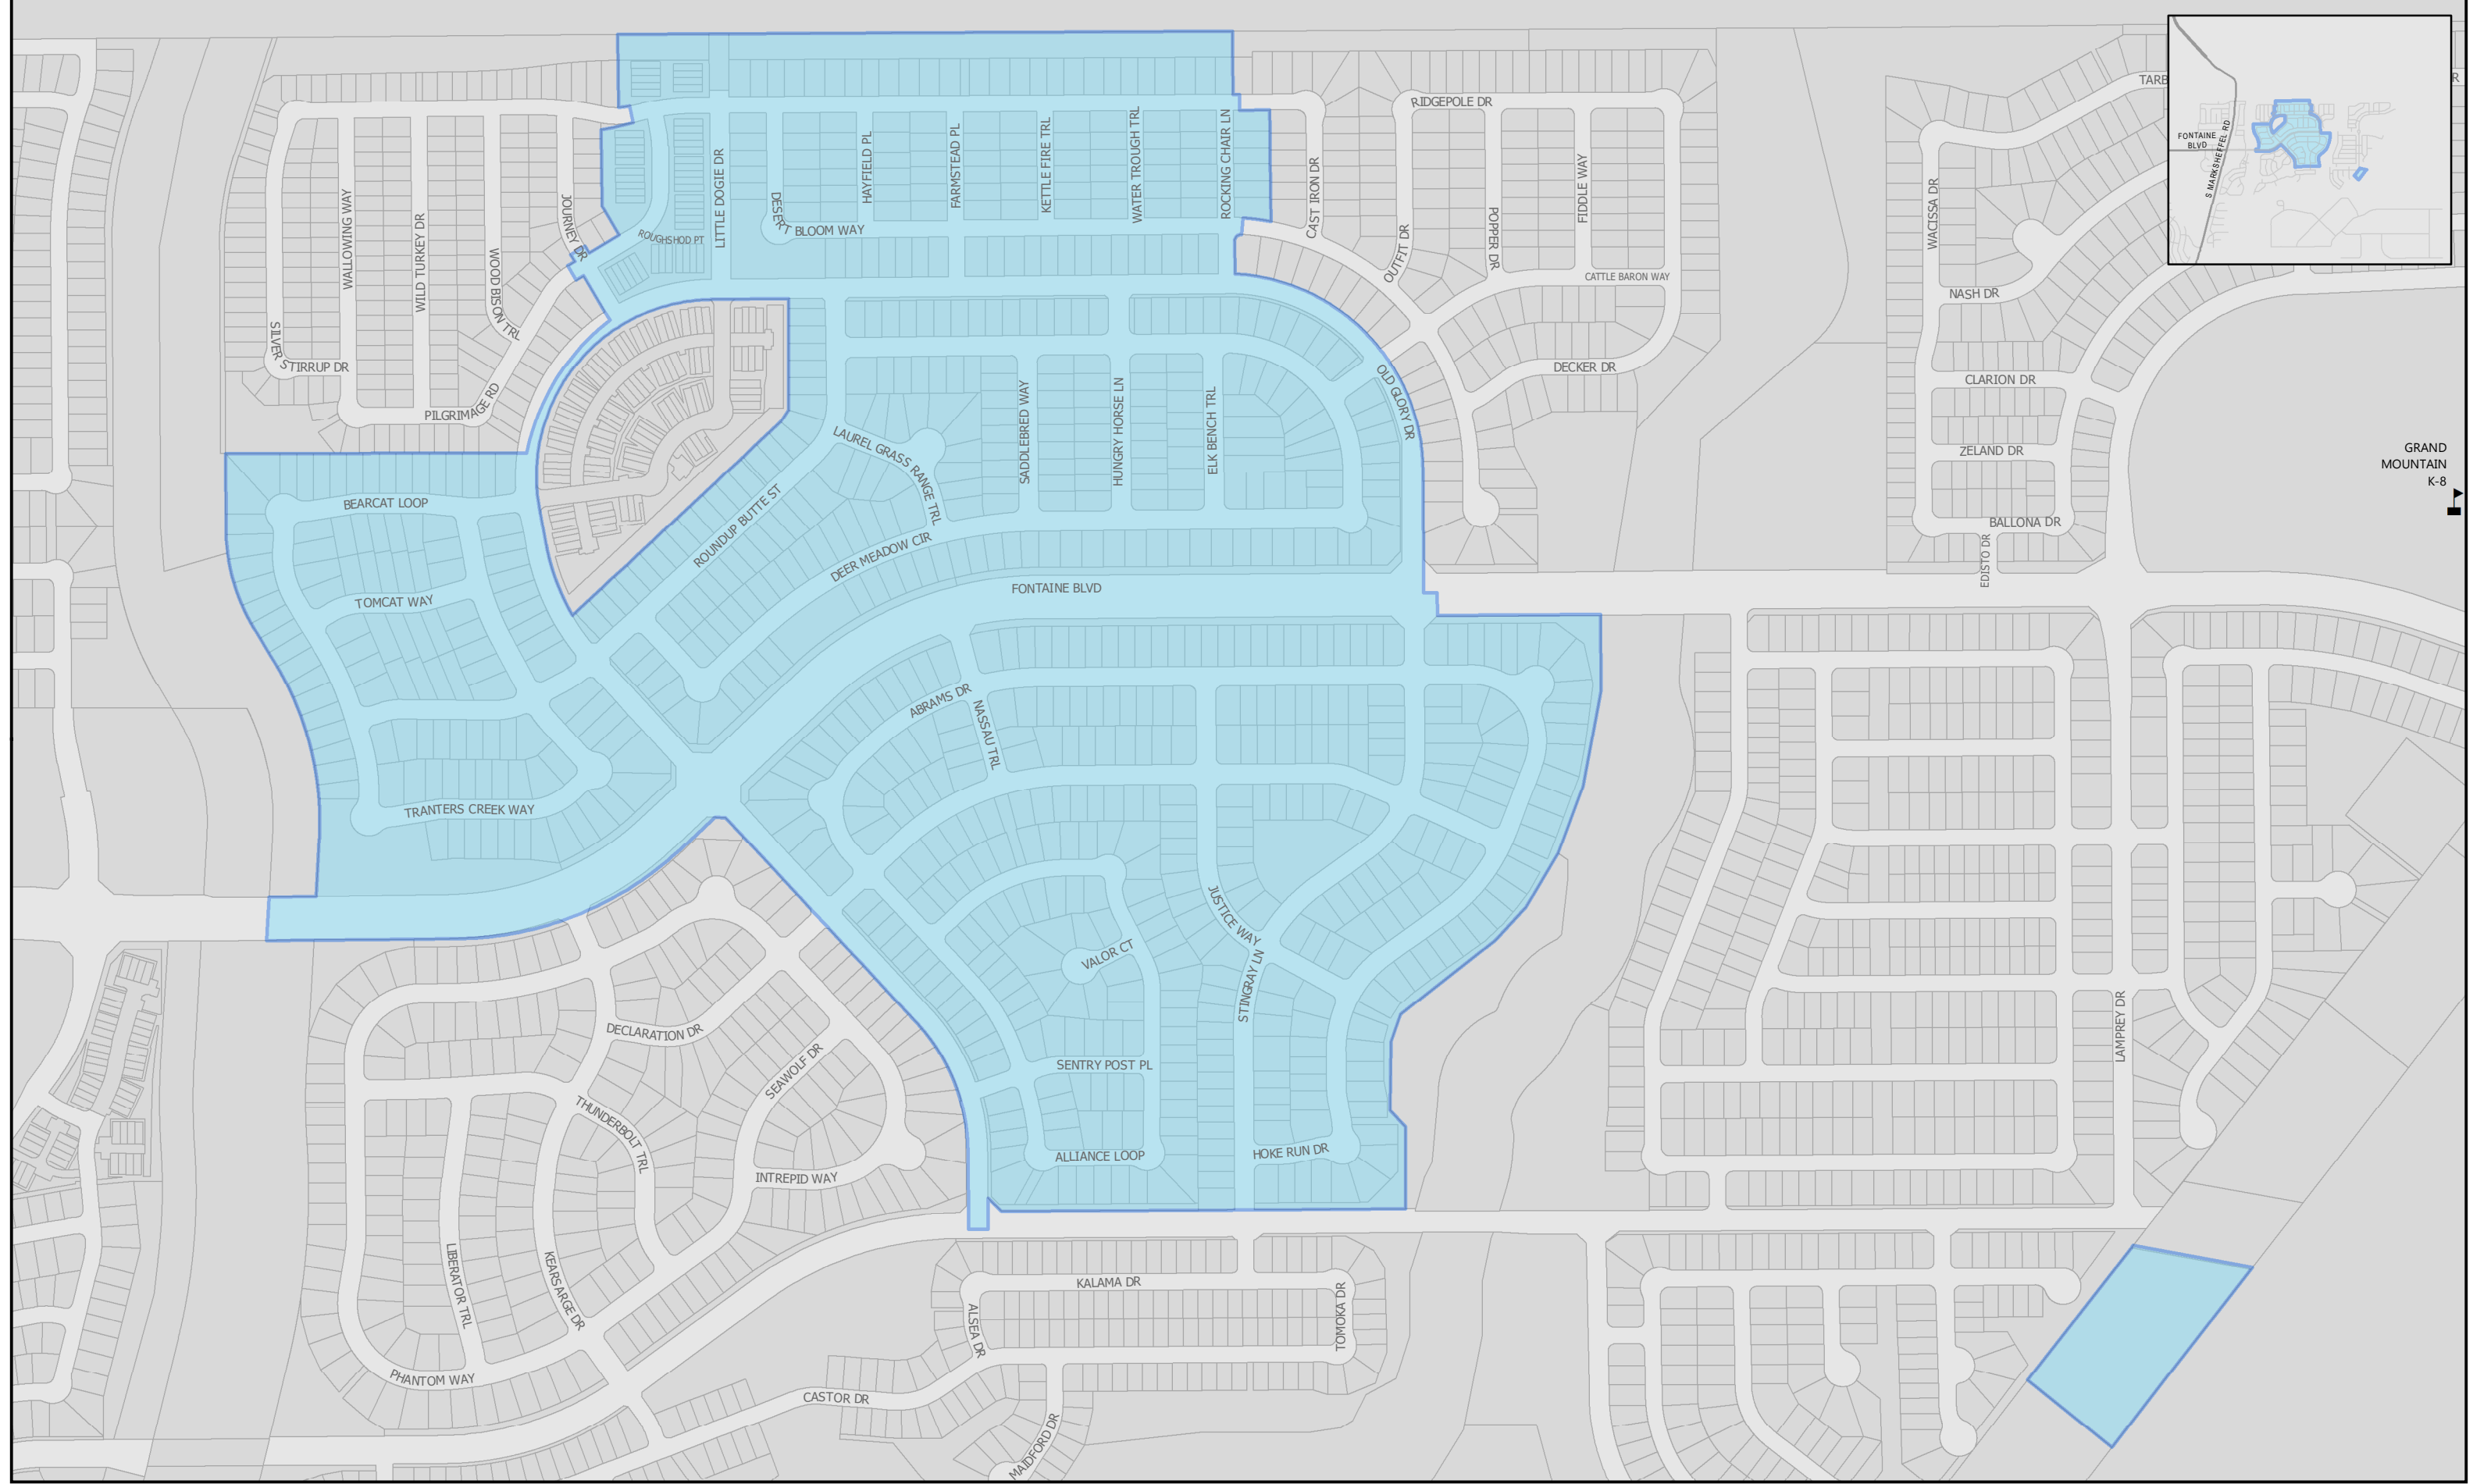 TARB
R
FONTAINE
BLVD
S MARKSHEFFEL RD
RIDGEPOLE DR
LITTLE DOGIE DR
HAYFIELD PL
FARMSTEAD PL
KETTLE FIRE TRL
WATER TROUGH TRL
ROCKING CHAIR LN
CAST IRON DR
OUTFIT DR
POPPER DR
FIDDLE WAY
WACISSA DR
WALLOWING WAY
WILD TURKEY DR
WOOD BISON TRL
JOURNEY DR
DESERT BLOOM WAY
ROUGHSHOD PT
CATTLE BARON WAY
NASH DR
SILVER STIRRUP DR
DECKER DR
CLARION DR
OLD GLORY DR
PILGRIMAGE RD
LAUREL GRASS RANGE TRL
SADDLEBRED WAY
HUNGRY HORSE LN
ELK BENCH TRL
ZELAND DR
GRAND
MOUNTAIN
K-8
BEARCAT LOOP
ROUNDUP BUTTE ST
BALLONA DR
EDISTO DR
DEER MEADOW CIR
FONTAINE BLVD
TOMCAT WAY
ABRAMS DR
NASSAU TRL
TRANTERS CREEK WAY
JUSTICE WAY
VALOR CT
STINGRAY LN
DECLARATION DR
SEAWOLF DR
LAMPREY DR
SENTRY POST PL
THUNDERBOLT TRL
ALLIANCE LOOP
HOKE RUN DR
INTREPID WAY
LIBERATOR TRL
KEARSARGE DR
KALAMA DR
ALSEA DR
TOMOKA DR
PHANTOM WAY
CASTOR DR
MAIDFORD DR